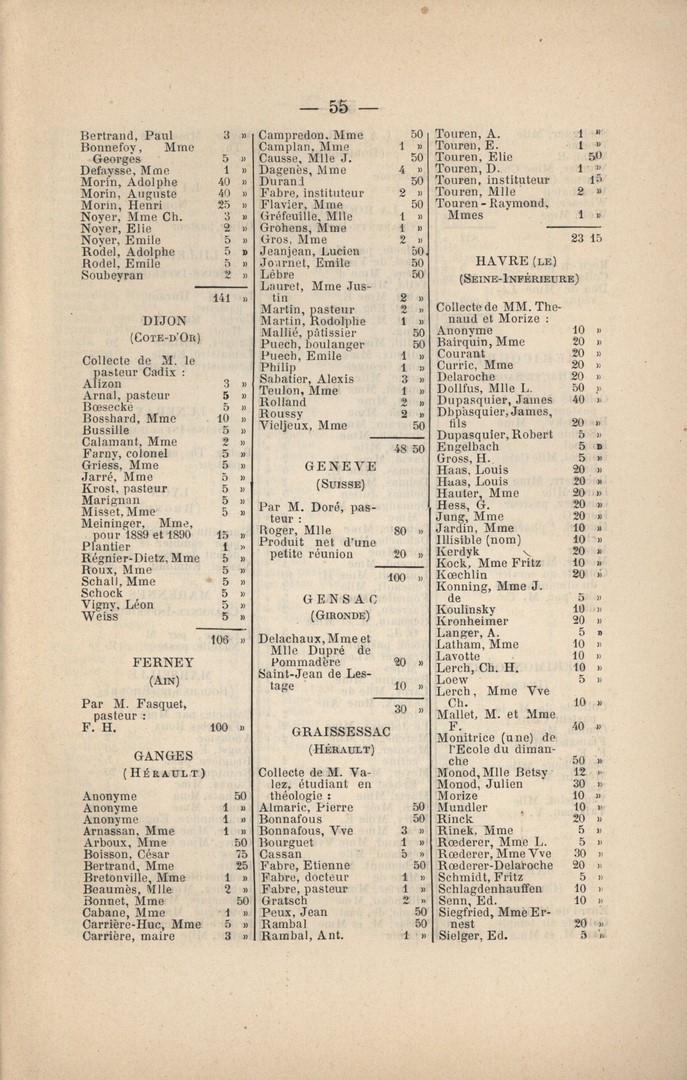 — 55 —
Bertrand, Paul 3 »
Bonnefoy, Mme
Georges 5 »
Defaysse, Mme 1 »
Morin, Adolphe 40 »
Morin, Auguste 40 »
Morin, Henri 25 »
Noyer, Mme Ch. 3 »
Noyer, Elie 2 »
Noyer, Emile 5 »
Rodel, Adolphe 5 »
Rodel, Emile 5 »
Soubeyran 2 »
141 »
DIJON
(COTE-D'OR)
Collecte de M. le
pasteur Cadix :
Alizon 3 »
Arnal, pasteur 5 »
Bœsecke 5 »
Bosshard, Mme 10 »
Bussille 5 »
Calamant, Mme 2 »
Farny, colonel 5 »
Griess, Mme 5 »
Jarré, Mme 5 »
Krost, pasteur 5 »
Marignan 5 »
Misset, Mme 5 »
Meininger, Mme,
pour 1889 et 1890 15 »
Plantier 1 »
Régnier-Dietz, Mme 5 »
Roux, Mme 5 »
Schall, Mme 5 »
Schock 5 »
Vigny, Léon 5 »
Weiss 5 »
106 »
FERNEY
(AIN)
Par M. Fasquet,
pasteur :
F. H. 100 »
GANGES
(HÉRAULT)
Anonyme 50
Anonyme 1 »
Anonyme 1 »
Arnassan, Mme 1 »
Arboux, Mme 50
Boisson, César 75
Bertrand, Mme 25
Bretonville, Mme 1 »
Beaumès, Mlle 2 »
Bonnet, Mme 50
Cabane, Mme 1 »
Carrière-Huc, Mme 5 »
Carrière, maire 3 »
Campredon, Mme 50
Camplan, Mme 1 »
Causse, Mlle J. 50
Dagenès, Mme 4 »
Durand 50
Fabre, instituteur 2 »
Flavier, Mme 50
Gréfeuille, Mlle 1 »
Grohens, Mme 1 »
Gros, Mme 2 »
Jeanjean, Lucien 50
Journet, Emile 50
Lèbre 50
Lauret, Mme Jus-
tin 2 »
Martin, pasteur 2 »
Martin, Rodolphe 1 »
Mallié, pâtissier 50
Puech, boulanger 50
Puech, Emile 1 »
Philip 1 »
Sabatier, Alexis 3 »
Teulon, Mme 1 »
Rolland 2 »
Roussy 2 »
Vieljeux, Mme 50
48 50
GENEVE
(SUISSE)
Par M. Doré, pas-
teur :
Roger, Mlle 80 »
Produit net d'une
petite réunion 20 »
100 »
GENSAC
(GIRONDE)
Delachaux, Mme et
Mlle Dupré de
Pommadère 20 »
Saint-Jean de Les-
tage 10 »
30 »
GRAISSESSAC
(HÉRAULT)
Collecte de M. Va-
lez, étudiant en
théologie :
Almaric, Pierre 50
Bonnafous 50
Bonnafous, Vve 3 »
Bourguet 1 »
Cassan 5 »
Fabre, Etienne 50
Fabre, docteur 1 »
Fabre, pasteur 1 »
Gratsch 2 »
Peux, Jean 50
Rambal 50
Rambal, Ant. 1 »
Touren, A. 1 »
Touren, E. 1 »
Touren, Elie 50
Touren, D. 1 »
Touren, instituteur 15
Touren, Mlle 2 »
Touren-Raymond,
Mmes 1 »
23 15
HAVRE (LE)
(SEINE-INFÉRIEURE)
Collecte de MM. The-
naud et Morize :
Anonyme 10 »
Bairquin, Mme 20 »
Courant 20 »
Curric, Mme 20 »
Delaroche 20 »
Dollfus, Mlle L. 50 »
Dupasquier, James 40 »
Dbpasquier, James,
fils 20 »
Dupasquier, Robert 5 »
Engelbach 5 »
Gross, H. 5 »
Haas, Louis 20 »
Haas, Louis 20 »
Hauter, Mme 20 »
Hess, G. 20 »
Jung, Mme 20 »
Jardin, Mme 10 »
Illisible (nom) 10 »
Kerdyk 20 »
Kock, Mme Fritz 10 »
Kœchlin 20 »
Konning, Mme J.
de 5 »
Koulinsky 10 »
Kronheimer 20 »
Langer, A. 5 »
Latham, Mme 10 »
Lavotte 10 »
Lerch, Ch. H. 10 »
Loew 5 »
Lerch, Mme Vve
Ch. 10 »
Mallet, M. et Mme
F. 40 »
Monitrice (une) de
l'Ecole du diman-
che 50 »
Monod, Mlle Betsy 12 »
Monod, Julien 30 »
Morize 10 »
Mundler 10 »
Rinck 20 »
Rinek, Mme 5 »
Rœderer, Mme L. 5 »
Rœderer, Mme Vve 30 »
Rœderer-Delaroche 20 »
Schmidt, Fritz 5 »
Schlagdenhauffen 10 »
Senn, Ed. 10 »
Siegfried, Mme Er-
nest 20 »
Sielger, Ed. 5 »